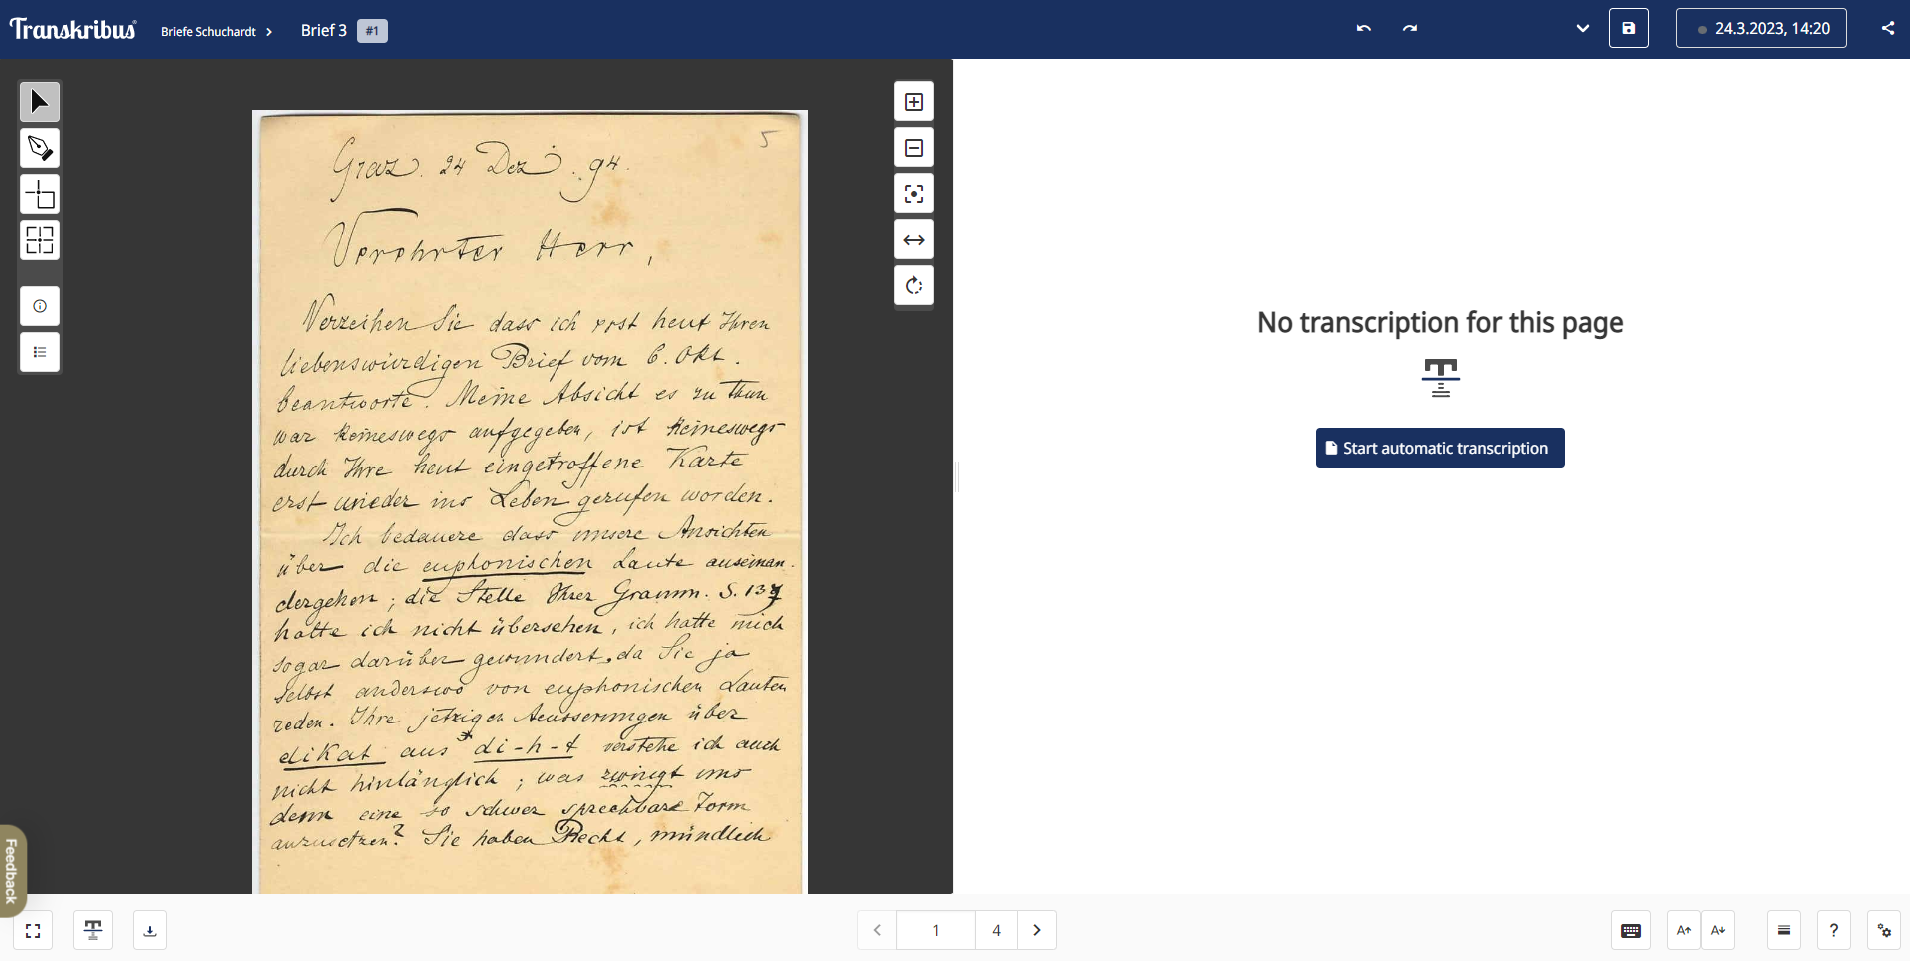 Transkribus®
Briefe Schuchardt
Brief 3
#1
24.3.2023, 14:20
5
Graz. 24 Dez. 94.
Verehrter Herr,
Verzeihen Sie dass ich erst heut Ihren
liebenswürdigen Brief vom 6. Okt.
beantworte. Meine Absicht es zu thun
war keineswegs aufgegeben, ist keineswegs
durch Ihre heut eingetroffene Karte
erst wieder ins Leben gerufen worden.
Ich bedauere dass unsere Ansichten
über die euphonischen Laute auseinan-
dergehen; die Stelle Ihrer Gramm. S. 137
hatte ich nicht übersehen, ich hatte mich
sogar darüber gewundert, da Sie ja
selbst anderswo von euphonischen Lauten
reden. Ihre jetzigen Aeusserungen über
dikat aus *di-h-t verstehe ich auch
nicht hinlänglich; was zwingt uns
denn eine so schwer sprechbare Form
anzusetzen? Sie haben Recht, mündlich
No transcription for this page
Start automatic transcription
Feedback
1
4
A
A
?